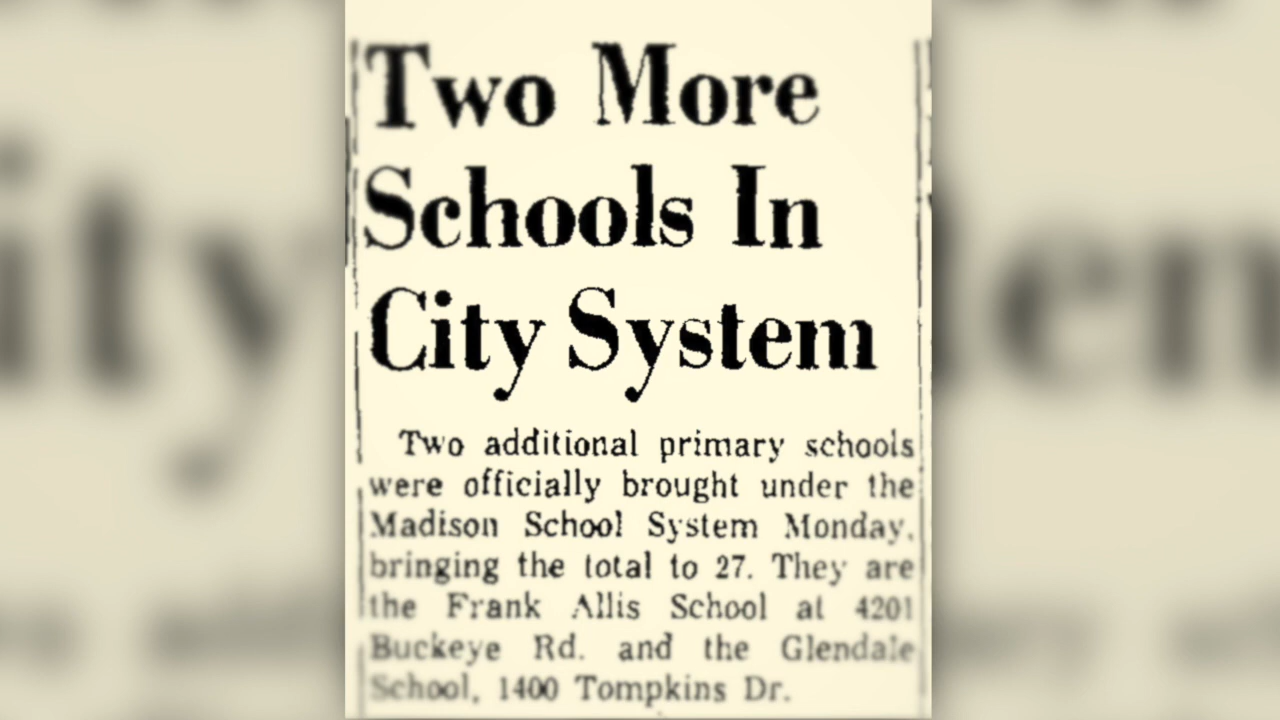 Two More
Schools In
City System
Two additional primary schools
were officially brought under the
Madison School System Monday,
bringing the total to 27. They are
the Frank Allis School at 4201
Buckeye Rd. and the Glendale
School, 1400 Tompkins Dr.